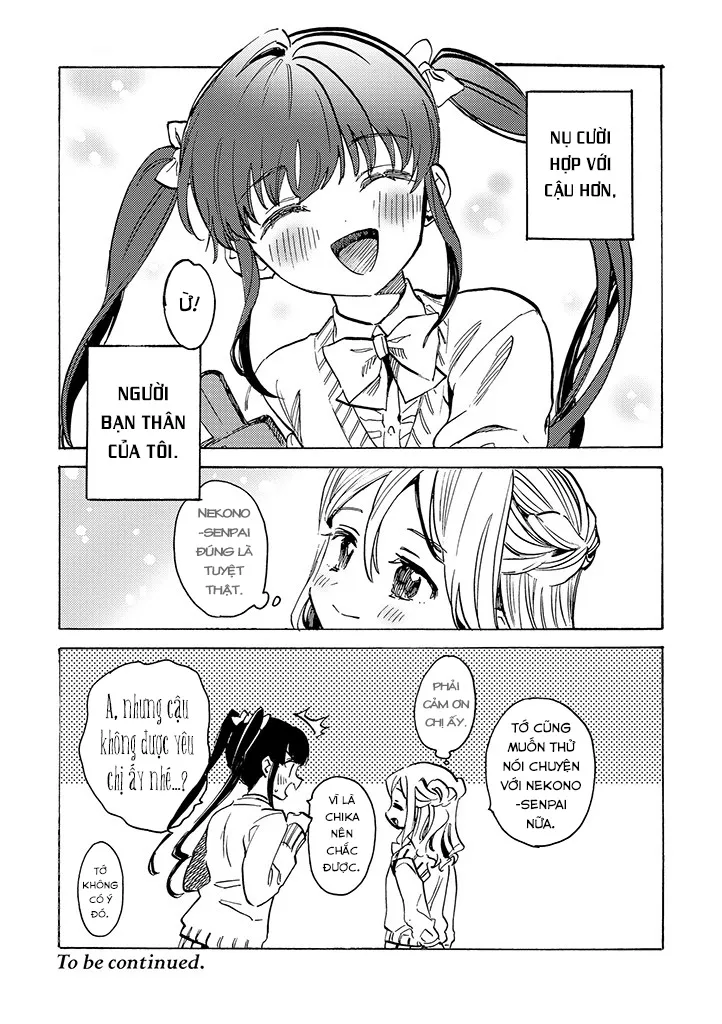 NỤ CƯỜI
HỢP VỚI
CẬU HƠN.
Ừ!
NGƯỜI
BẠN THÂN
CỦA TÔI.
NEKONO
-SENPAI
ĐÚNG LÀ
TUYỆT
THẬT.
TỚ CŨNG
MUỐN THỬ
NÓI CHUYỆN
VỚI NEKONO
-SENPAI
NỮA.
PHẢI
CẢM ƠN
CHỊ ẤY.
VÌ LÀ
CHIKA
NÊN
CHẮC
ĐƯỢC.
A, nhưng cậu
không được yêu
chị ấy nhé...?
TỚ
KHÔNG
CÓ Ý
ĐÓ.
To be continued.